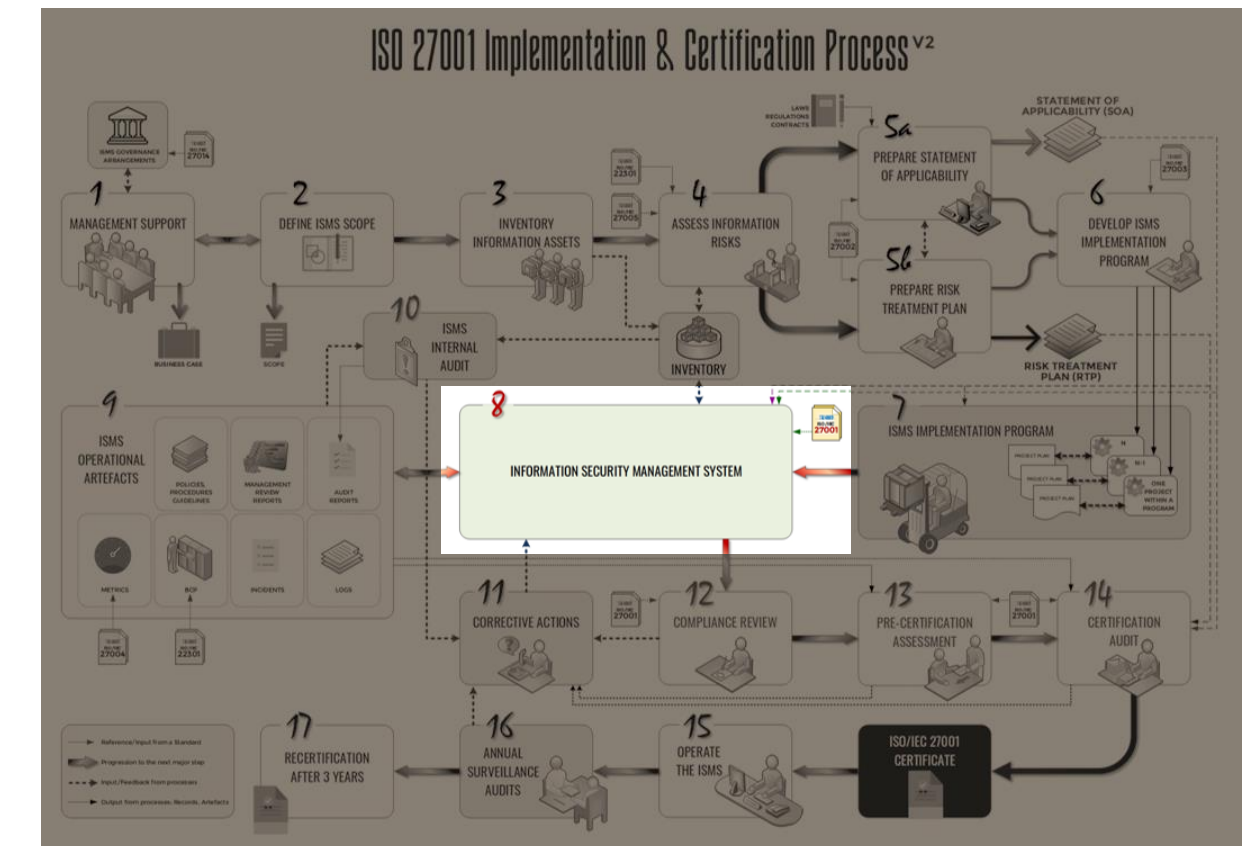 ISO 27001 Implementation & Certification Process V2
ISMS GOVERNANCE
ARRANGEMENTS
27014
1
MANAGEMENT SUPPORT
BUSINESS CASE
2
DEFINE ISMS SCOPE
SCOPE
3
INVENTORY
INFORMATION ASSETS
22301
27005
4
ASSESS INFORMATION
RISKS
INVENTORY
LAWS
REGULATIONS
CONTRACTS
5a
PREPARE STATEMENT
OF APPLICABILITY
STATEMENT OF
APPLICABILITY (SOA)
27002
5b
PREPARE RISK
TREATMENT PLAN
RISK TREATMENT
PLAN (RTP)
27003
6
DEVELOP ISMS
IMPLEMENTATION
PROGRAM
10
ISMS
INTERNAL
AUDIT
9
ISMS
OPERATIONAL
ARTEFACTS
POLICIES,
PROCEDURES
GUIDELINES
MANAGEMENT
REVIEW
REPORTS
AUDIT
REPORTS
METRICS
BCP
INCIDENTS
LOGS
27004
22301
8
INFORMATION SECURITY MANAGEMENT SYSTEM
27001
7
ISMS IMPLEMENTATION PROGRAM
PROJECT PLAN
PROJECT PLAN
PROJECT PLAN
N
N-1
ONE
PROJECT
WITHIN A
PROGRAM
11
CORRECTIVE ACTIONS
27001
12
COMPLIANCE REVIEW
13
PRE-CERTIFICATION
ASSESSMENT
27001
14
CERTIFICATION
AUDIT
Reference/Input from a Standard
Progression to the next major step
Input/Feedback from processes
Output from processes; Records, Artefacts
17
RECERTIFICATION
AFTER 3 YEARS
16
ANNUAL
SURVEILLANCE
AUDITS
15
OPERATE
THE ISMS
ISO/IEC 27001
CERTIFICATE